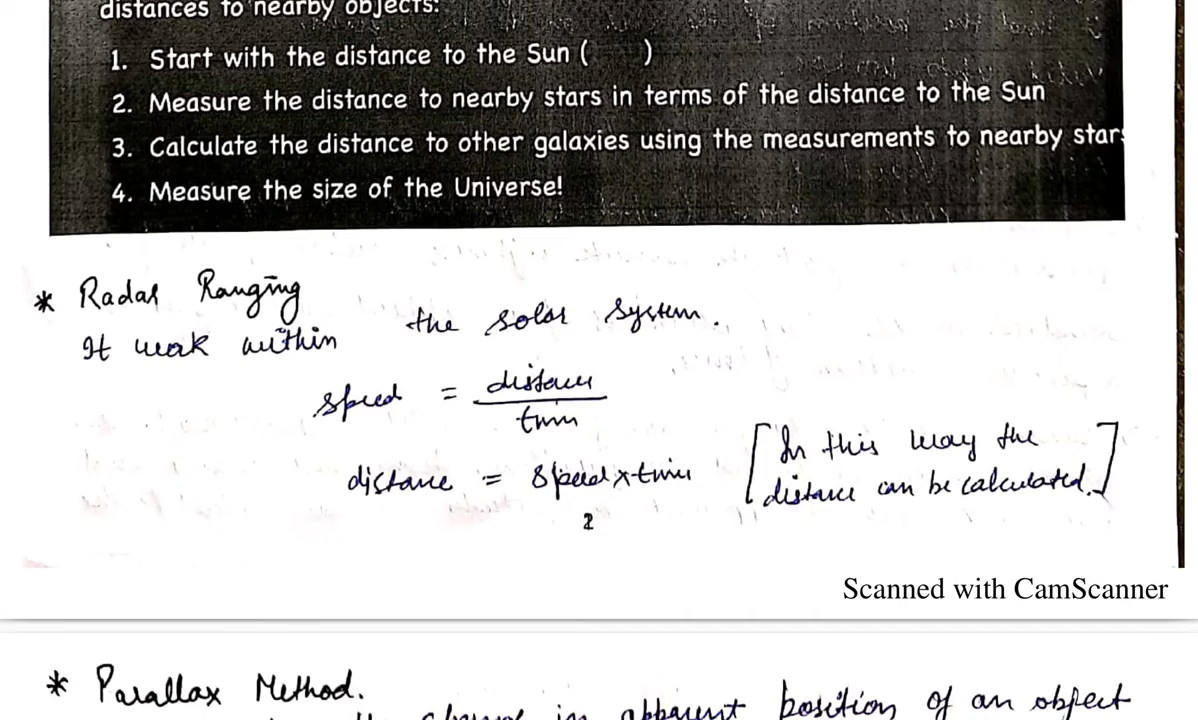 distances to nearby objects:
1. Start with the distance to the Sun ( )
2. Measure the distance to nearby stars in terms of the distance to the Sun
3. Calculate the distance to other galaxies using the measurements to nearby stars
4. Measure the size of the Universe!
* Radar Ranging
It work within the solar system.
speed = distance
time
distance = speed x time
[In this way the
distance can be calculated.]
2
Scanned with CamScanner
* Parallax Method.
change in apparent position of an object